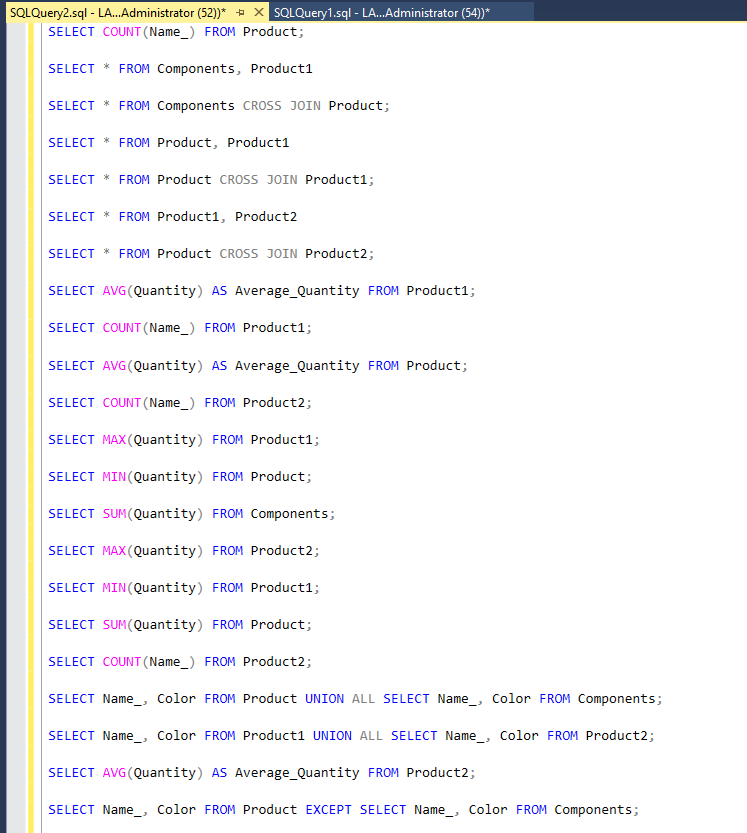 SQLQuery2.sql - LA...Administrator (52))* SQLQuery1.sql - LA...Administrator (54))*
SELECT COUNT(Name_) FROM Product;
SELECT * FROM Components, Product1
SELECT * FROM Components CROSS JOIN Product;
SELECT * FROM Product, Product1
SELECT * FROM Product CROSS JOIN Product1;
SELECT * FROM Product1, Product2
SELECT * FROM Product CROSS JOIN Product2;
SELECT AVG(Quantity) AS Average_Quantity FROM Product1;
SELECT COUNT(Name_) FROM Product1;
SELECT AVG(Quantity) AS Average_Quantity FROM Product;
SELECT COUNT(Name_) FROM Product2;
SELECT MAX(Quantity) FROM Product1;
SELECT MIN(Quantity) FROM Product;
SELECT SUM(Quantity) FROM Components;
SELECT MAX(Quantity) FROM Product2;
SELECT MIN(Quantity) FROM Product1;
SELECT SUM(Quantity) FROM Product;
SELECT COUNT(Name_) FROM Product2;
SELECT Name_, Color FROM Product UNION ALL SELECT Name_, Color FROM Components;
SELECT Name_, Color FROM Product1 UNION ALL SELECT Name_, Color FROM Product2;
SELECT AVG(Quantity) AS Average_Quantity FROM Product2;
SELECT Name_, Color FROM Product EXCEPT SELECT Name_, Color FROM Components;